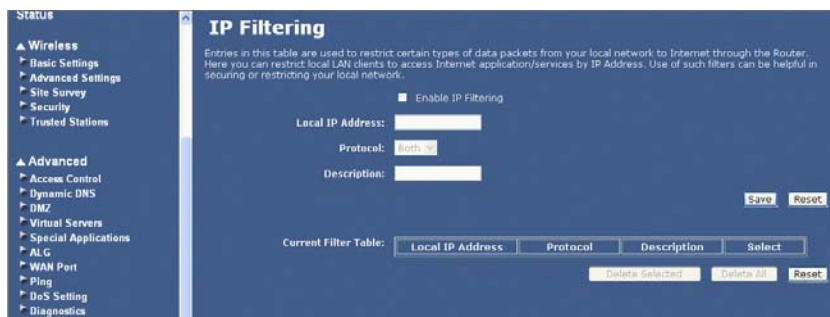 Status
Wireless
Basic Settings
Advanced Settings
Site Survey
Security
Trusted Stations
Advanced
Access Control
Dynamic DNS
DMZ
Virtual Servers
Special Applications
ALG
WAN Port
Ping
DoS Setting
Diagnostics
IP Filtering
Entries in this table are used to restrict certain types of data packets from your local network to Internet through the Router.
Here you can restrict local LAN clients to access Internet application/services by IP Address. Use of such filters can be helpful in
securing or restricting your local network.
Enable IP Filtering
Local IP Address:
Protocol: Both
Description:
Save Reset
Current Filter Table: Local IP Address Protocol Description Select
Delete Selected Delete All Reset